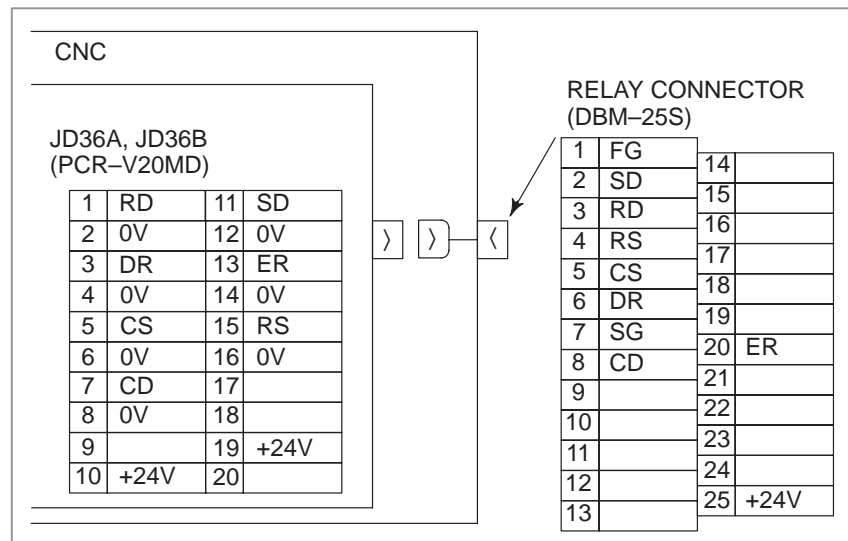 CNC
RELAY CONNECTOR
(DBM–25S)
JD36A, JD36B
(PCR–V20MD)
1 RD 11 SD
2 0V 12 0V
3 DR 13 ER
4 0V 14 0V
5 CS 15 RS
6 0V 16 0V
7 CD 17
8 0V 18
9 19 +24V
10 +24V 20
1 FG
2 SD
3 RD
4 RS
5 CS
6 DR
7 SG
8 CD
9
10
11
12
13
14
15
16
17
18
19
20 ER
21
22
23
24
25 +24V